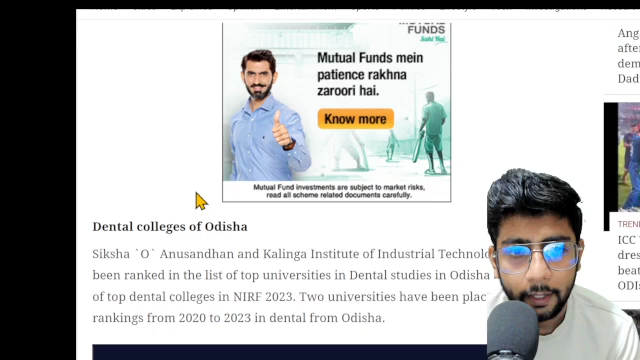 MUTUAL
FUNDS
Sahi Hai
Mutual Funds mein
patience rakhna
zaroori hai.
Know more
Mutual Fund investments are subject to market risks,
read all scheme related documents carefully.
Dental colleges of Odisha
Siksha `O` Anusandhan and Kalinga Institute of Industrial
been ranked in the list of top universities in Dental studies in Odisha
of top dental colleges in NIRF 2023. Two universities have been
rankings from 2020 to 2023 in dental from Odisha.
Ang
after
dem
Dad
TREN
ICC
dres
beat
ODIs